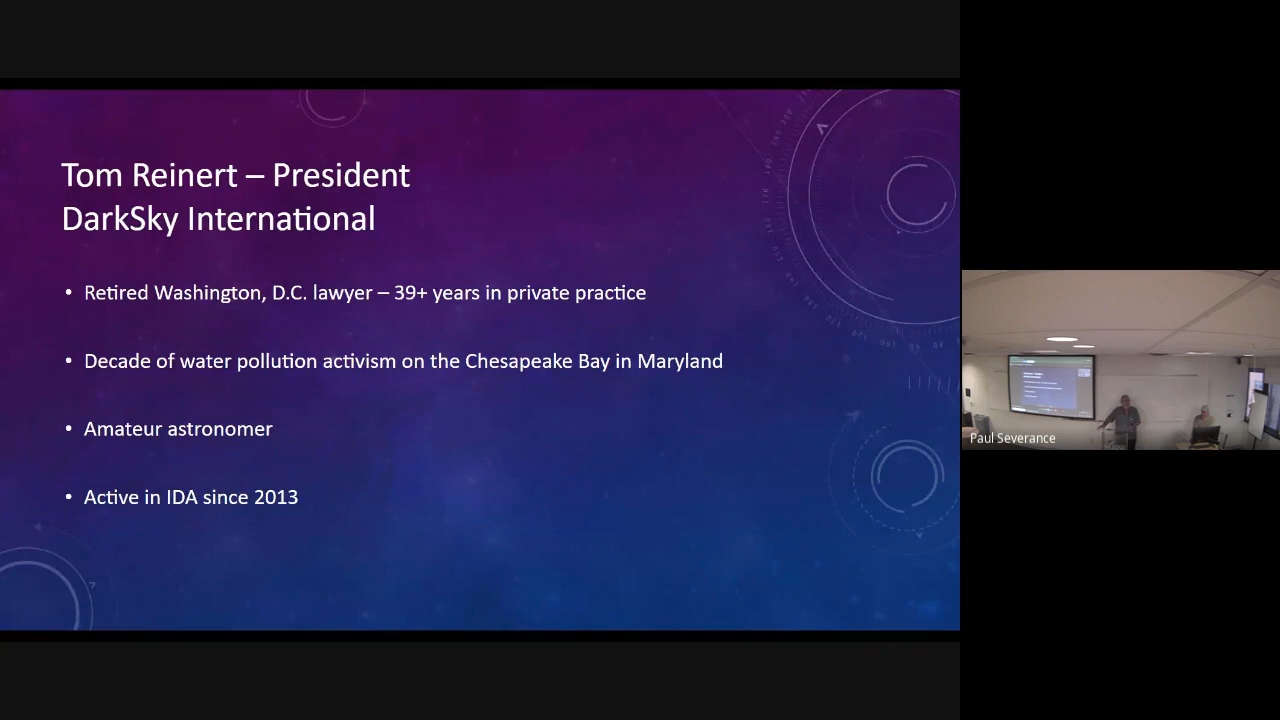 Tom Reinert – President
DarkSky International
• Retired Washington, D.C. lawyer – 39+ years in private practice
• Decade of water pollution activism on the Chesapeake Bay in Maryland
• Amateur astronomer
• Active in IDA since 2013
Paul Severance